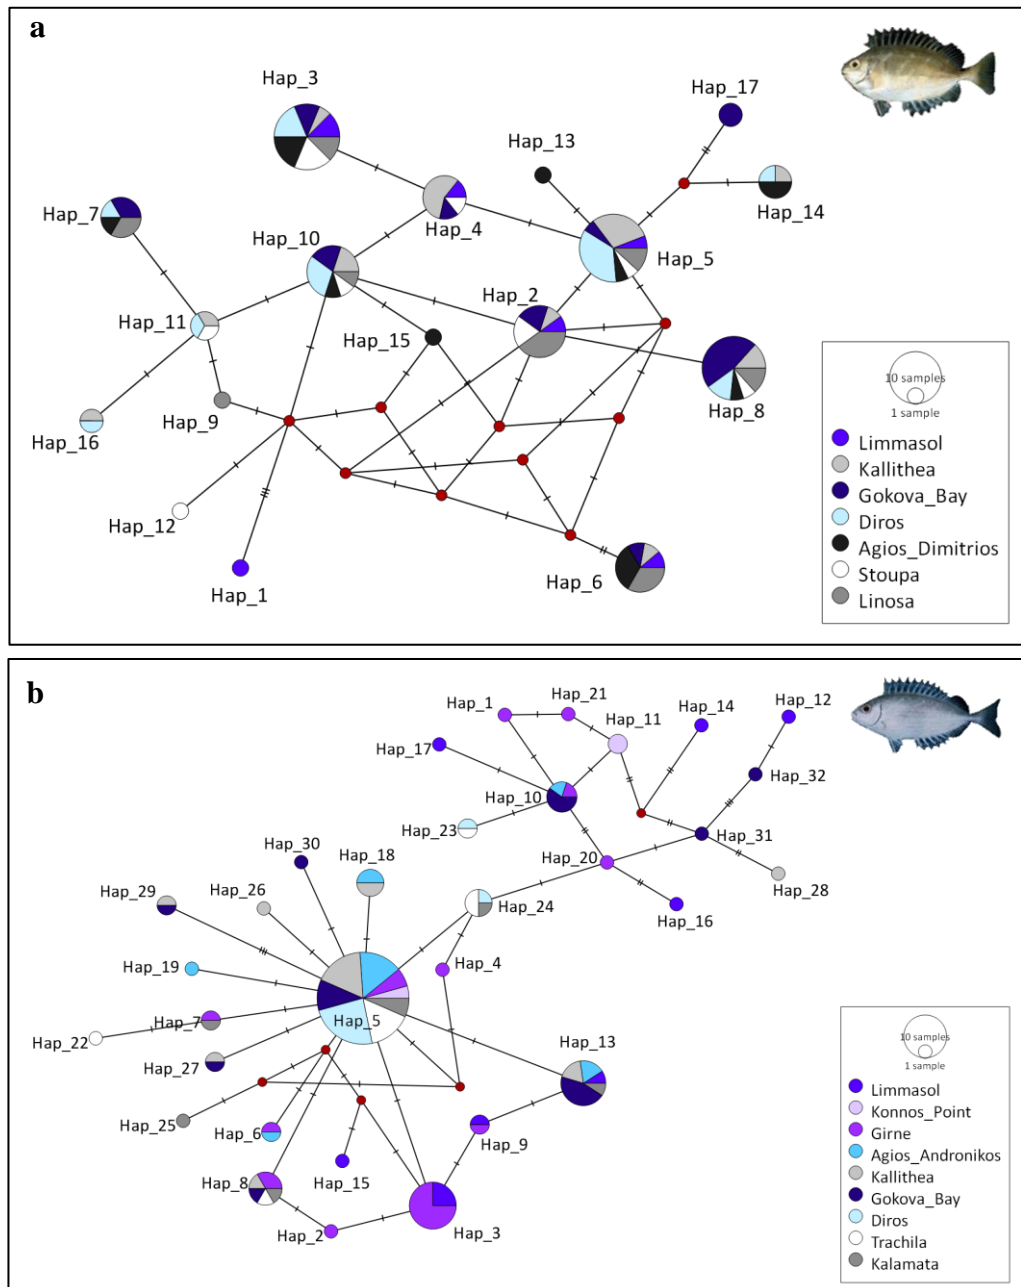 a
Hap_3
Hap_17
Hap_13
Hap_14
Hap_7
Hap_4
Hap_10
Hap_5
Hap_2
Hap_11
Hap_15
Hap_8
Hap_9
Hap_16
Hap_12
Hap_6
Hap_1
10 samples
1 sample
Limmasol
Kallithea
Gokova_Bay
Diros
Agios_Dimitrios
Stoupa
Linosa
b
Hap_21
Hap_1
Hap_12
Hap_14
Hap_11
Hap_17
Hap_32
Hap_10
Hap_23
Hap_31
Hap_30
Hap_18
Hap_20
Hap_28
Hap_29
Hap_26
Hap_24
Hap_16
Hap_19
Hap_4
Hap_5
Hap_7
Hap_22
Hap_13
Hap_27
Hap_25
Hap_6
Hap_9
Hap_8
Hap_15
Hap_2
Hap_3
10 samples
1 sample
Limmasol
Konnos_Point
Girne
Agios_Andronikos
Kallithea
Gokova_Bay
Diros
Trachila
Kalamata